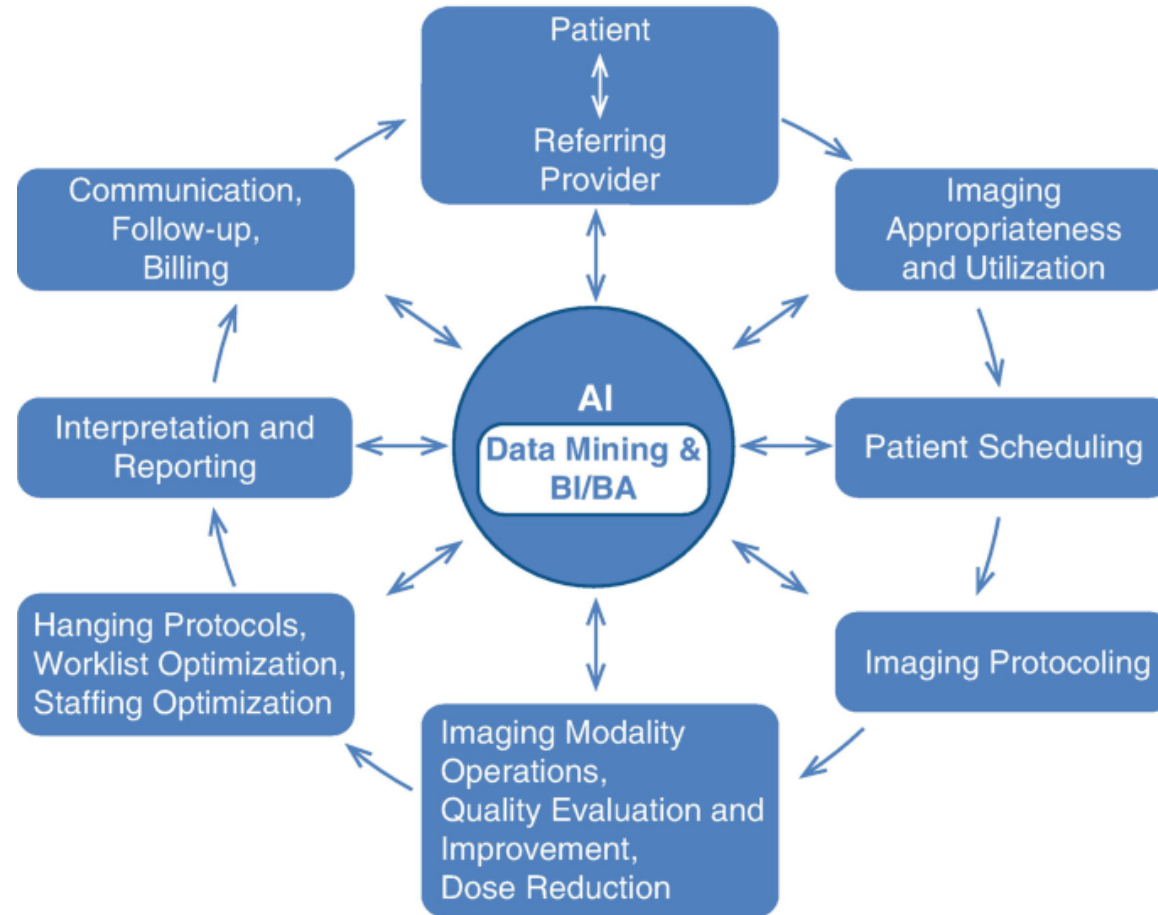 Patient
Referring
Provider
Imaging
Appropriateness
and Utilization
Patient Scheduling
Imaging Protocoling
Imaging Modality
Operations,
Quality Evaluation and
Improvement,
Dose Reduction
Hanging Protocols,
Worklist Optimization,
Staffing Optimization
Interpretation and
Reporting
Communication,
Follow-up,
Billing
AI
Data Mining &
BI/BA